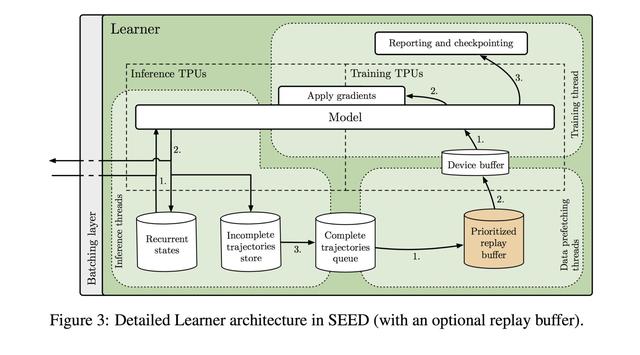 Learner
Reporting and checkpointing
Inference TPUs
Training TPUs
3.
2.
Apply gradients
Training thread
Model
1.
2.
Device buffer
1.
2.
Batching layer
Inference threads
Recurrent
states
Incomplete
trajectories
store
3.
Complete
trajectories
queue
1.
Prioritized
replay
buffer
Data prefetching
threads
Figure 3: Detailed Learner architecture in SEED (with an optional replay buffer).